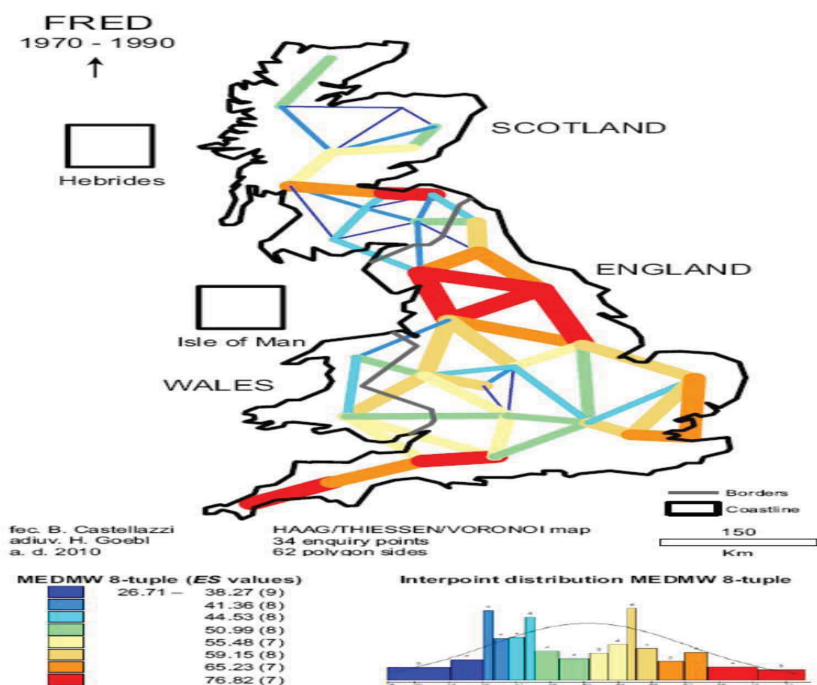 FRED
1970 - 1990
SCOTLAND
Hebrides
ENGLAND
Isle of Man
WALES
Borders
Coastline
fec. B. Castellazzi
adiuv. H. Goebl
a. d. 2010
HAAG/THIESSEN/VORONOI map
34 enquiry points
62 polygon sides
150
Km
MEDMW 8-tuple (ES values)
26.71 – 38.27 (9)
41.36 (8)
44.53 (8)
50.99 (8)
55.48 (7)
59.15 (8)
65.23 (7)
76.82 (7)
Interpoint distribution MEDMW 8-tuple